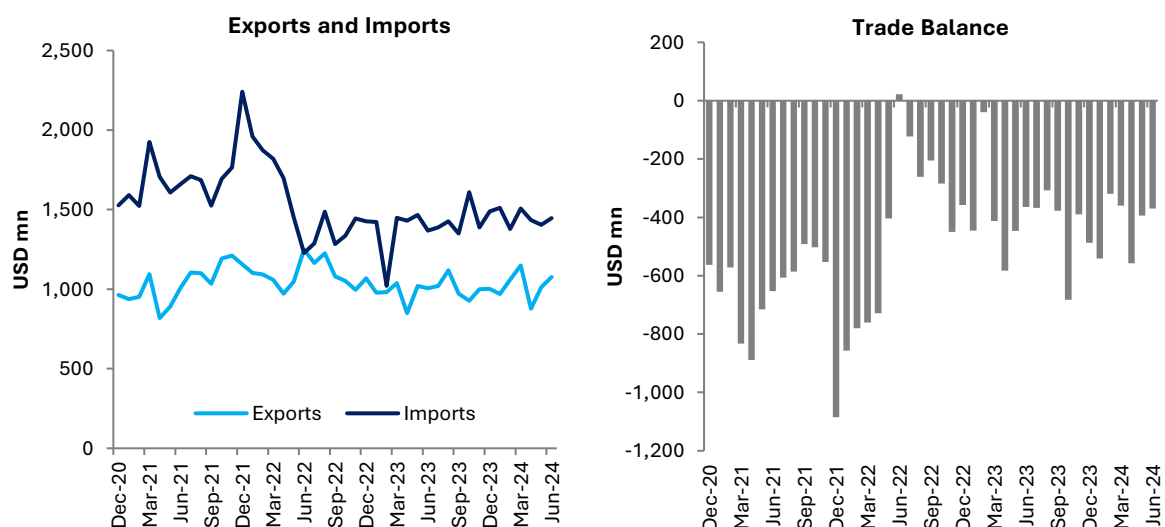 Exports and Imports
USD mn
2,500
2,000
1,500
1,000
500
0
Exports
Imports
Dec-20
Mar-21
Jun-21
Sep-21
Dec-21
Mar-22
Jun-22
Sep-22
Dec-22
Mar-23
Jun-23
Sep-23
Dec-23
Mar-24
Jun-24
Trade Balance
USD mn
200
0
-200
-400
-600
-800
-1,000
-1,200
Dec-20
Mar-21
Jun-21
Sep-21
Dec-21
Mar-22
Jun-22
Sep-22
Dec-22
Mar-23
Jun-23
Sep-23
Dec-23
Mar-24
Jun-24